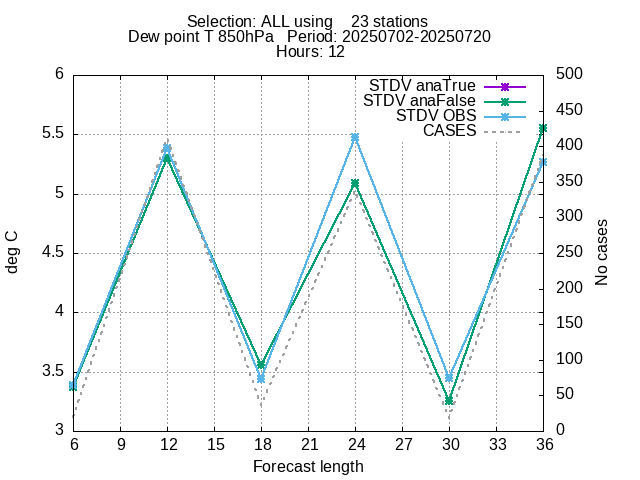 Selection: ALL using    23 stations
Dew point T 850hPa   Period: 20250702-20250720
Hours: 12
STDV anaTrue
STDV anaFalse
STDV OBS
CASES
deg C
6
5.5
5
4.5
4
3.5
3
500
450
400
350
300
250
200
150
100
50
0
No cases
6 9 12 15 18 21 24 27 30 33 36
Forecast length